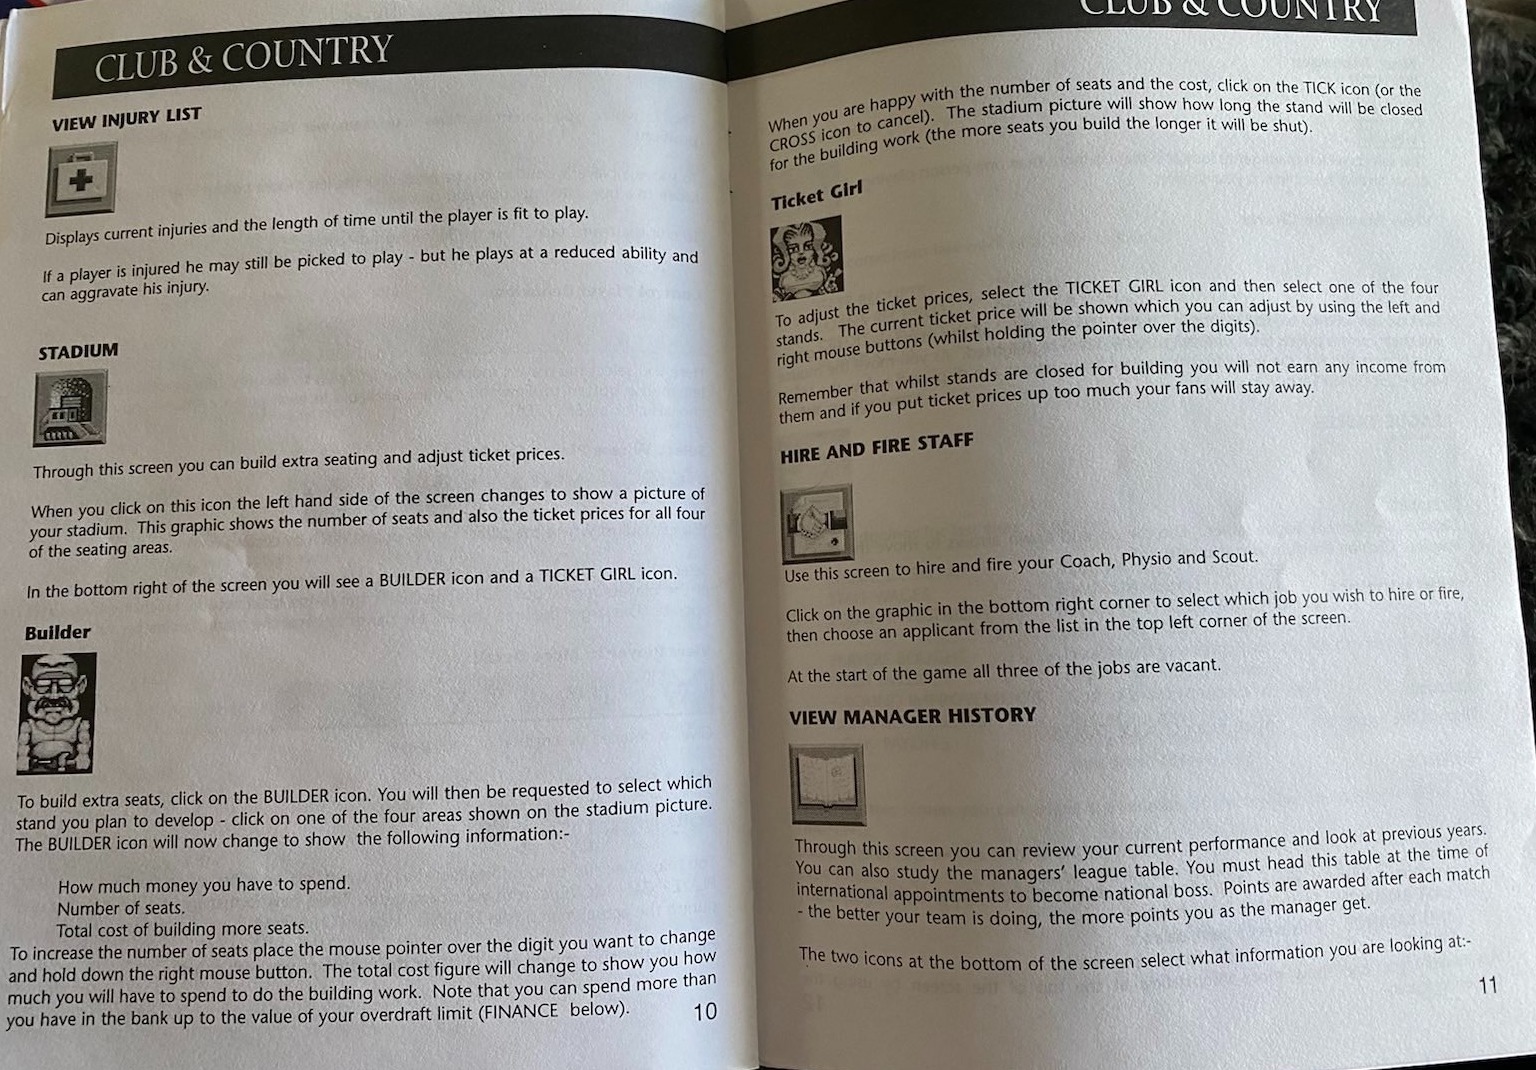 CLUB & COUNTRY
VIEW INJURY LIST
Displays current injuries and the length of time until the player is fit to play.
If a player is injured he may still be picked to play - but he plays at a reduced ability and
can aggravate his injury.
STADIUM
Through this screen you can build extra seating and adjust ticket prices.
When you click on this icon the left hand side of the screen changes to show a picture of
your stadium. This graphic shows the number of seats and also the ticket prices for all four
of the seating areas.
In the bottom right of the screen you will see a BUILDER icon and a TICKET GIRL icon.
Builder
To build extra seats, click on the BUILDER icon. You will then be requested to select which
stand you plan to develop - click on one of the four areas shown on the stadium picture.
The BUILDER icon will now change to show the following information:-
How much money you have to spend.
Number of seats.
Total cost of building more seats.
To increase the number of seats place the mouse pointer over the digit you want to change
and hold down the right mouse button. The total cost figure will change to show you how
much you will have to spend to do the building work. Note that you can spend more than
you have in the bank up to the value of your overdraft limit (FINANCE below).
10
CLUB & COUNTRY
When you are happy with the number of seats and the cost, click on the TICK icon (or the
CROSS icon to cancel). The stadium picture will show how long the stand will be closed
for the building work (the more seats you build the longer it will be shut).
Ticket Girl
To adjust the ticket prices, select the TICKET GIRL icon and then select one of the four
stands. The current ticket price will be shown which you can adjust by using the left and
right mouse buttons (whilst holding the pointer over the digits).
Remember that whilst stands are closed for building you will not earn any income from
them and if you put ticket prices up too much your fans will stay away.
HIRE AND FIRE STAFF
Use this screen to hire and fire your Coach, Physio and Scout.
Click on the graphic in the bottom right corner to select which job you wish to hire or fire,
then choose an applicant from the list in the top left corner of the screen.
At the start of the game all three of the jobs are vacant.
VIEW MANAGER HISTORY
Through this screen you can review your current performance and look at previous years.
You can also study the managers' league table. You must head this table at the time of
international appointments to become national boss. Points are awarded after each match
- the better your team is doing, the more points you as the manager get.
The two icons at the bottom of the screen select what information you are looking at:-
11